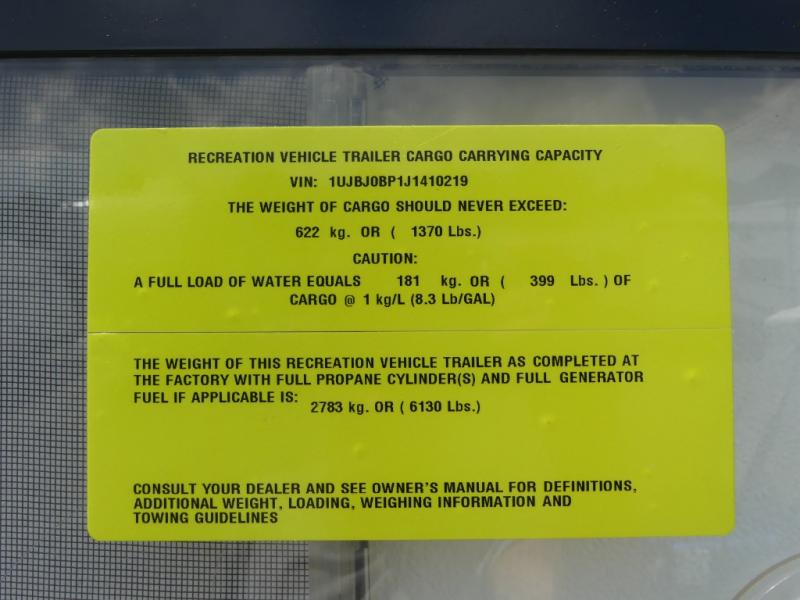 RECREATION VEHICLE TRAILER CARGO CARRYING CAPACITY
VIN: 1UJBJ0BP1J1410219
THE WEIGHT OF CARGO SHOULD NEVER EXCEED:
622 kg. OR ( 1370 Lbs.)
CAUTION:
A FULL LOAD OF WATER EQUALS 181 kg. OR ( 399 Lbs. ) OF
CARGO @ 1 kg/L (8.3 Lb/GAL)
THE WEIGHT OF THIS RECREATION VEHICLE TRAILER AS COMPLETED AT
THE FACTORY WITH FULL PROPANE CYLINDER(S) AND FULL GENERATOR
FUEL IF APPLICABLE IS: 2783 kg. OR ( 6130 Lbs.)
CONSULT YOUR DEALER AND SEE OWNER'S MANUAL FOR DEFINITIONS,
ADDITIONAL WEIGHT, LOADING, WEIGHING INFORMATION AND
TOWING GUIDELINES